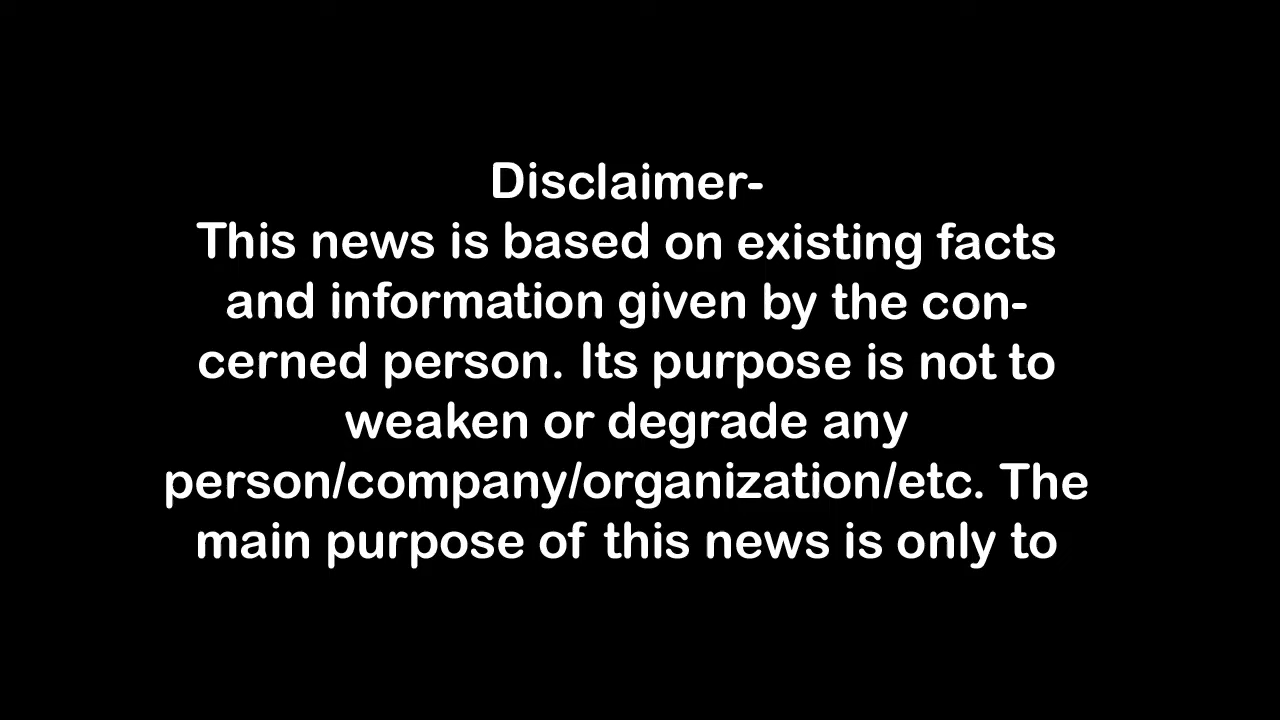 Disclaimer-
This news is based on existing facts
and information given by the con-
cerned person. Its purpose is not to
weaken or degrade any
person/company/organization/etc. The
main purpose of this news is only to